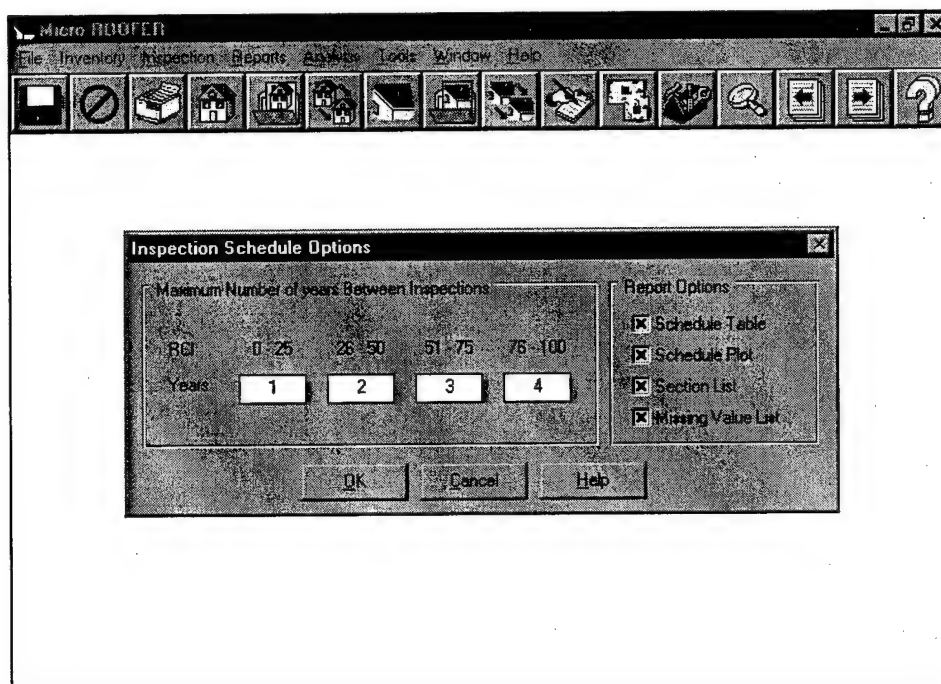 Micro ROOFER
File Inventory Inspection Reports Analysis Tools Window Help
Inspection Schedule Options
Maximum Number of years Between Inspections
RCI 0 - 25 26 - 50 51 - 75 76 - 100
Years 1 2 3 4
Report Options
Schedule Table
Schedule Plot
Section List
Missing Value List
OK Cancel Help